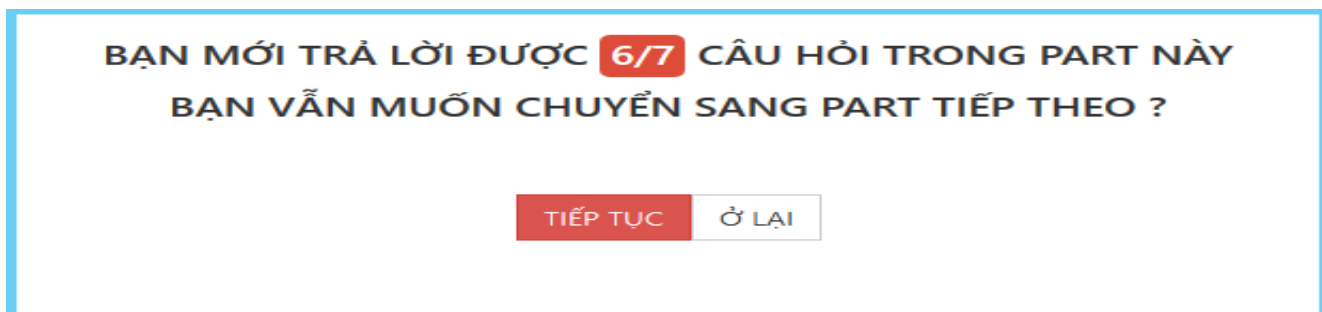 BẠN MỚI TRẢ LỜI ĐƯỢC 6/7 CÂU HỎI TRONG PART NÀY
BẠN VẪN MUỐN CHUYỂN SANG PART TIẾP THEO ?
TIẾP TỤC Ở LẠI